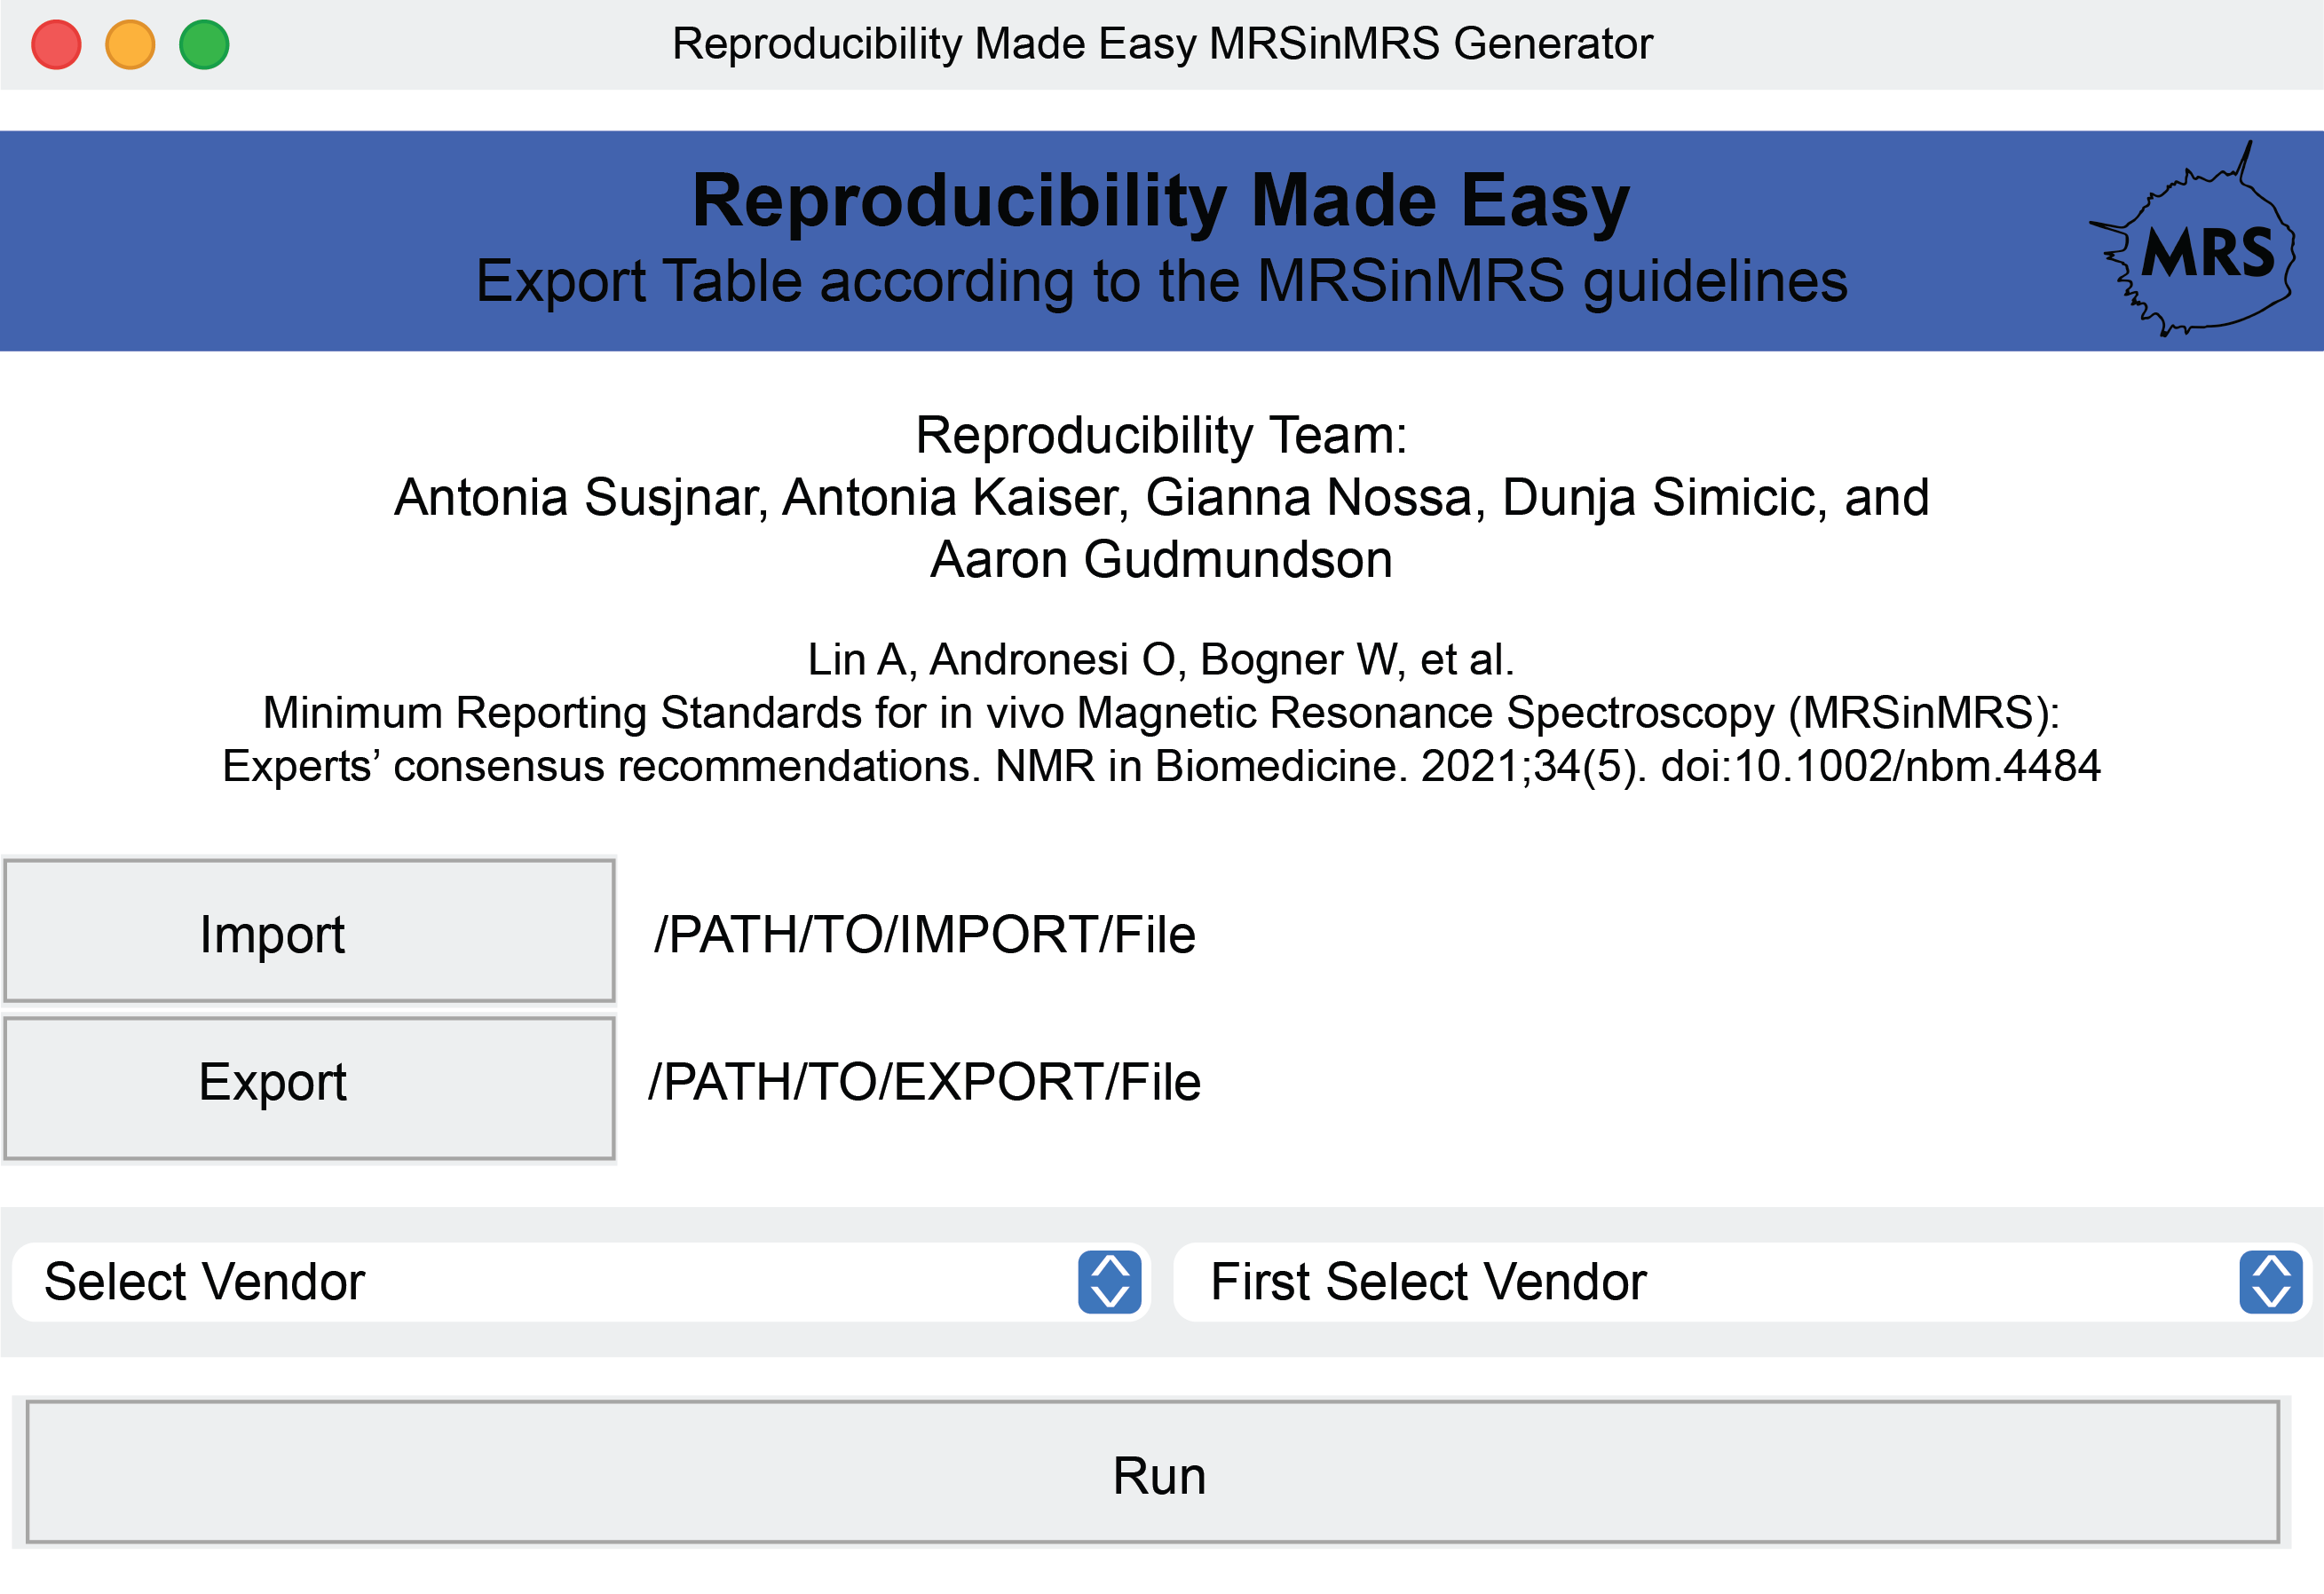 Reproducibility Made Easy MRSinMRS Generator
Reproducibility Made Easy
Export Table according to the MRSinMRS guidelines
MRS
Reproducibility Team:
Antonia Susjnar, Antonia Kaiser, Gianna Nossa, Dunja Simicic, and
Aaron Gudmundson
Lin A, Andronesi O, Bogner W, et al.
Minimum Reporting Standards for in vivo Magnetic Resonance Spectroscopy (MRSinMRS):
Experts’ consensus recommendations. NMR in Biomedicine. 2021;34(5). doi:10.1002/nbm.4484
Import
/PATH/TO/IMPORT/File
Export
/PATH/TO/EXPORT/File
Select Vendor
First Select Vendor
Run